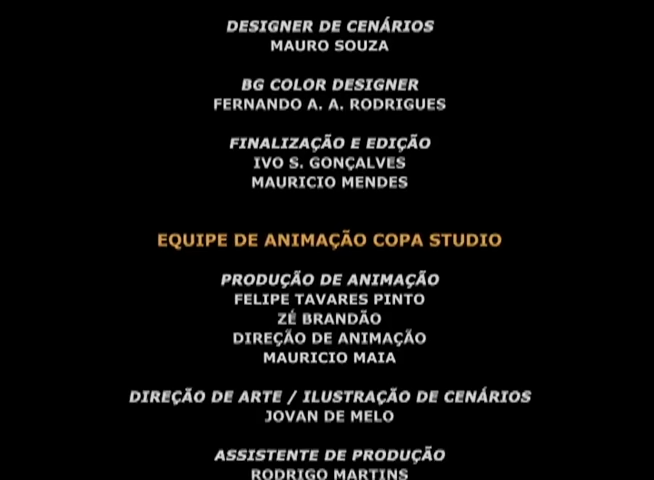 DESIGNER DE CENÁRIOS
MAURO SOUZA
BG COLOR DESIGNER
FERNANDO A. A. RODRIGUES
FINALIZAÇÃO E EDIÇÃO
IVO S. GONÇALVES
MAURICIO MENDES
EQUIPE DE ANIMAÇÃO COPA STUDIO
PRODUÇÃO DE ANIMAÇÃO
FELIPE TAVARES PINTO
ZÉ BRANDÃO
DIREÇÃO DE ANIMAÇÃO
MAURICIO MAIA
DIREÇÃO DE ARTE / ILUSTRAÇÃO DE CENÁRIOS
JOVAN DE MELO
ASSISTENTE DE PRODUÇÃO
RODRIGO MARTINS